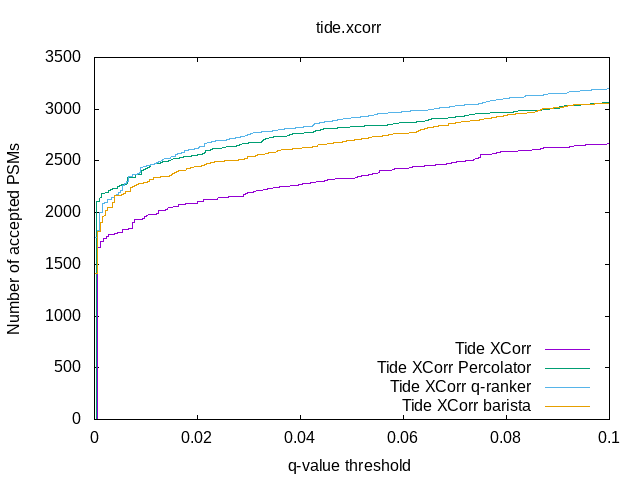 tide.xcorr
3500
3000
2500
2000
1500
1000
500
0
Number of accepted PSMs
Tide XCorr
Tide XCorr Percolator
Tide XCorr q-ranker
Tide XCorr barista
0 0.02 0.04 0.06 0.08 0.1
q-value threshold